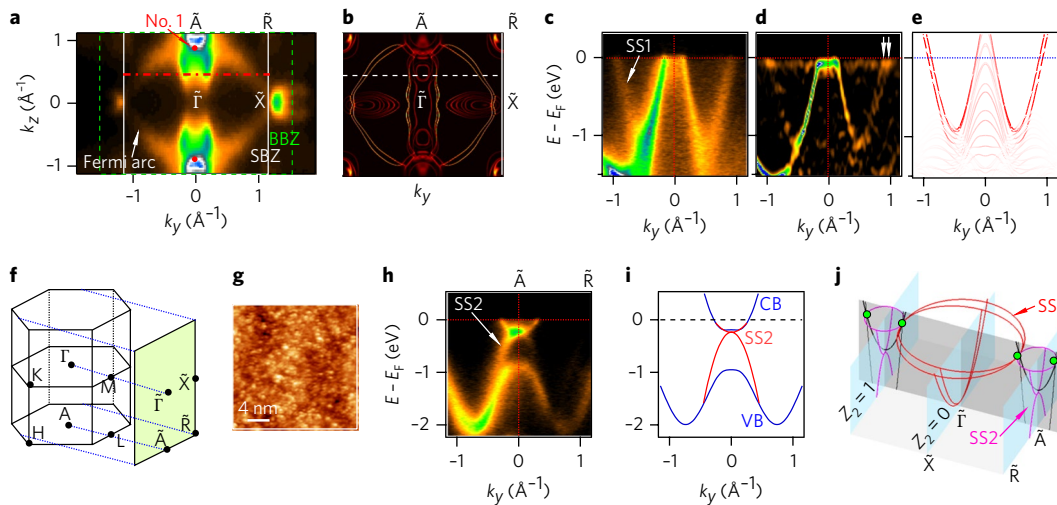 a
No. 1
Ã
R̃
1
0
−1
k_z (Å⁻¹)
Γ̃
X̃
BBZ
SBZ
Fermi arc
−1
0
1
k_y (Å⁻¹)
b
Ã
R̃
Γ̃
X̃
k_y
c
SS1
0
−1
E − E_F (eV)
−1
0
1
k_y (Å⁻¹)
d
−1
0
1
k_y (Å⁻¹)
e
−1
0
1
k_y (Å⁻¹)
f
Γ
K
M
A
H
L
Γ̃
X̃
R̃
Ã
g
4 nm
h
Ã
R̃
SS2
0
−1
−2
E − E_F (eV)
−1
0
1
k_y (Å⁻¹)
i
CB
SS2
VB
0
−1
−2
−1
0
1
k_y (Å⁻¹)
j
SS
Z₂ = 1
Z₂ = 0
Γ̃
SS2
Ã
X̃
R̃